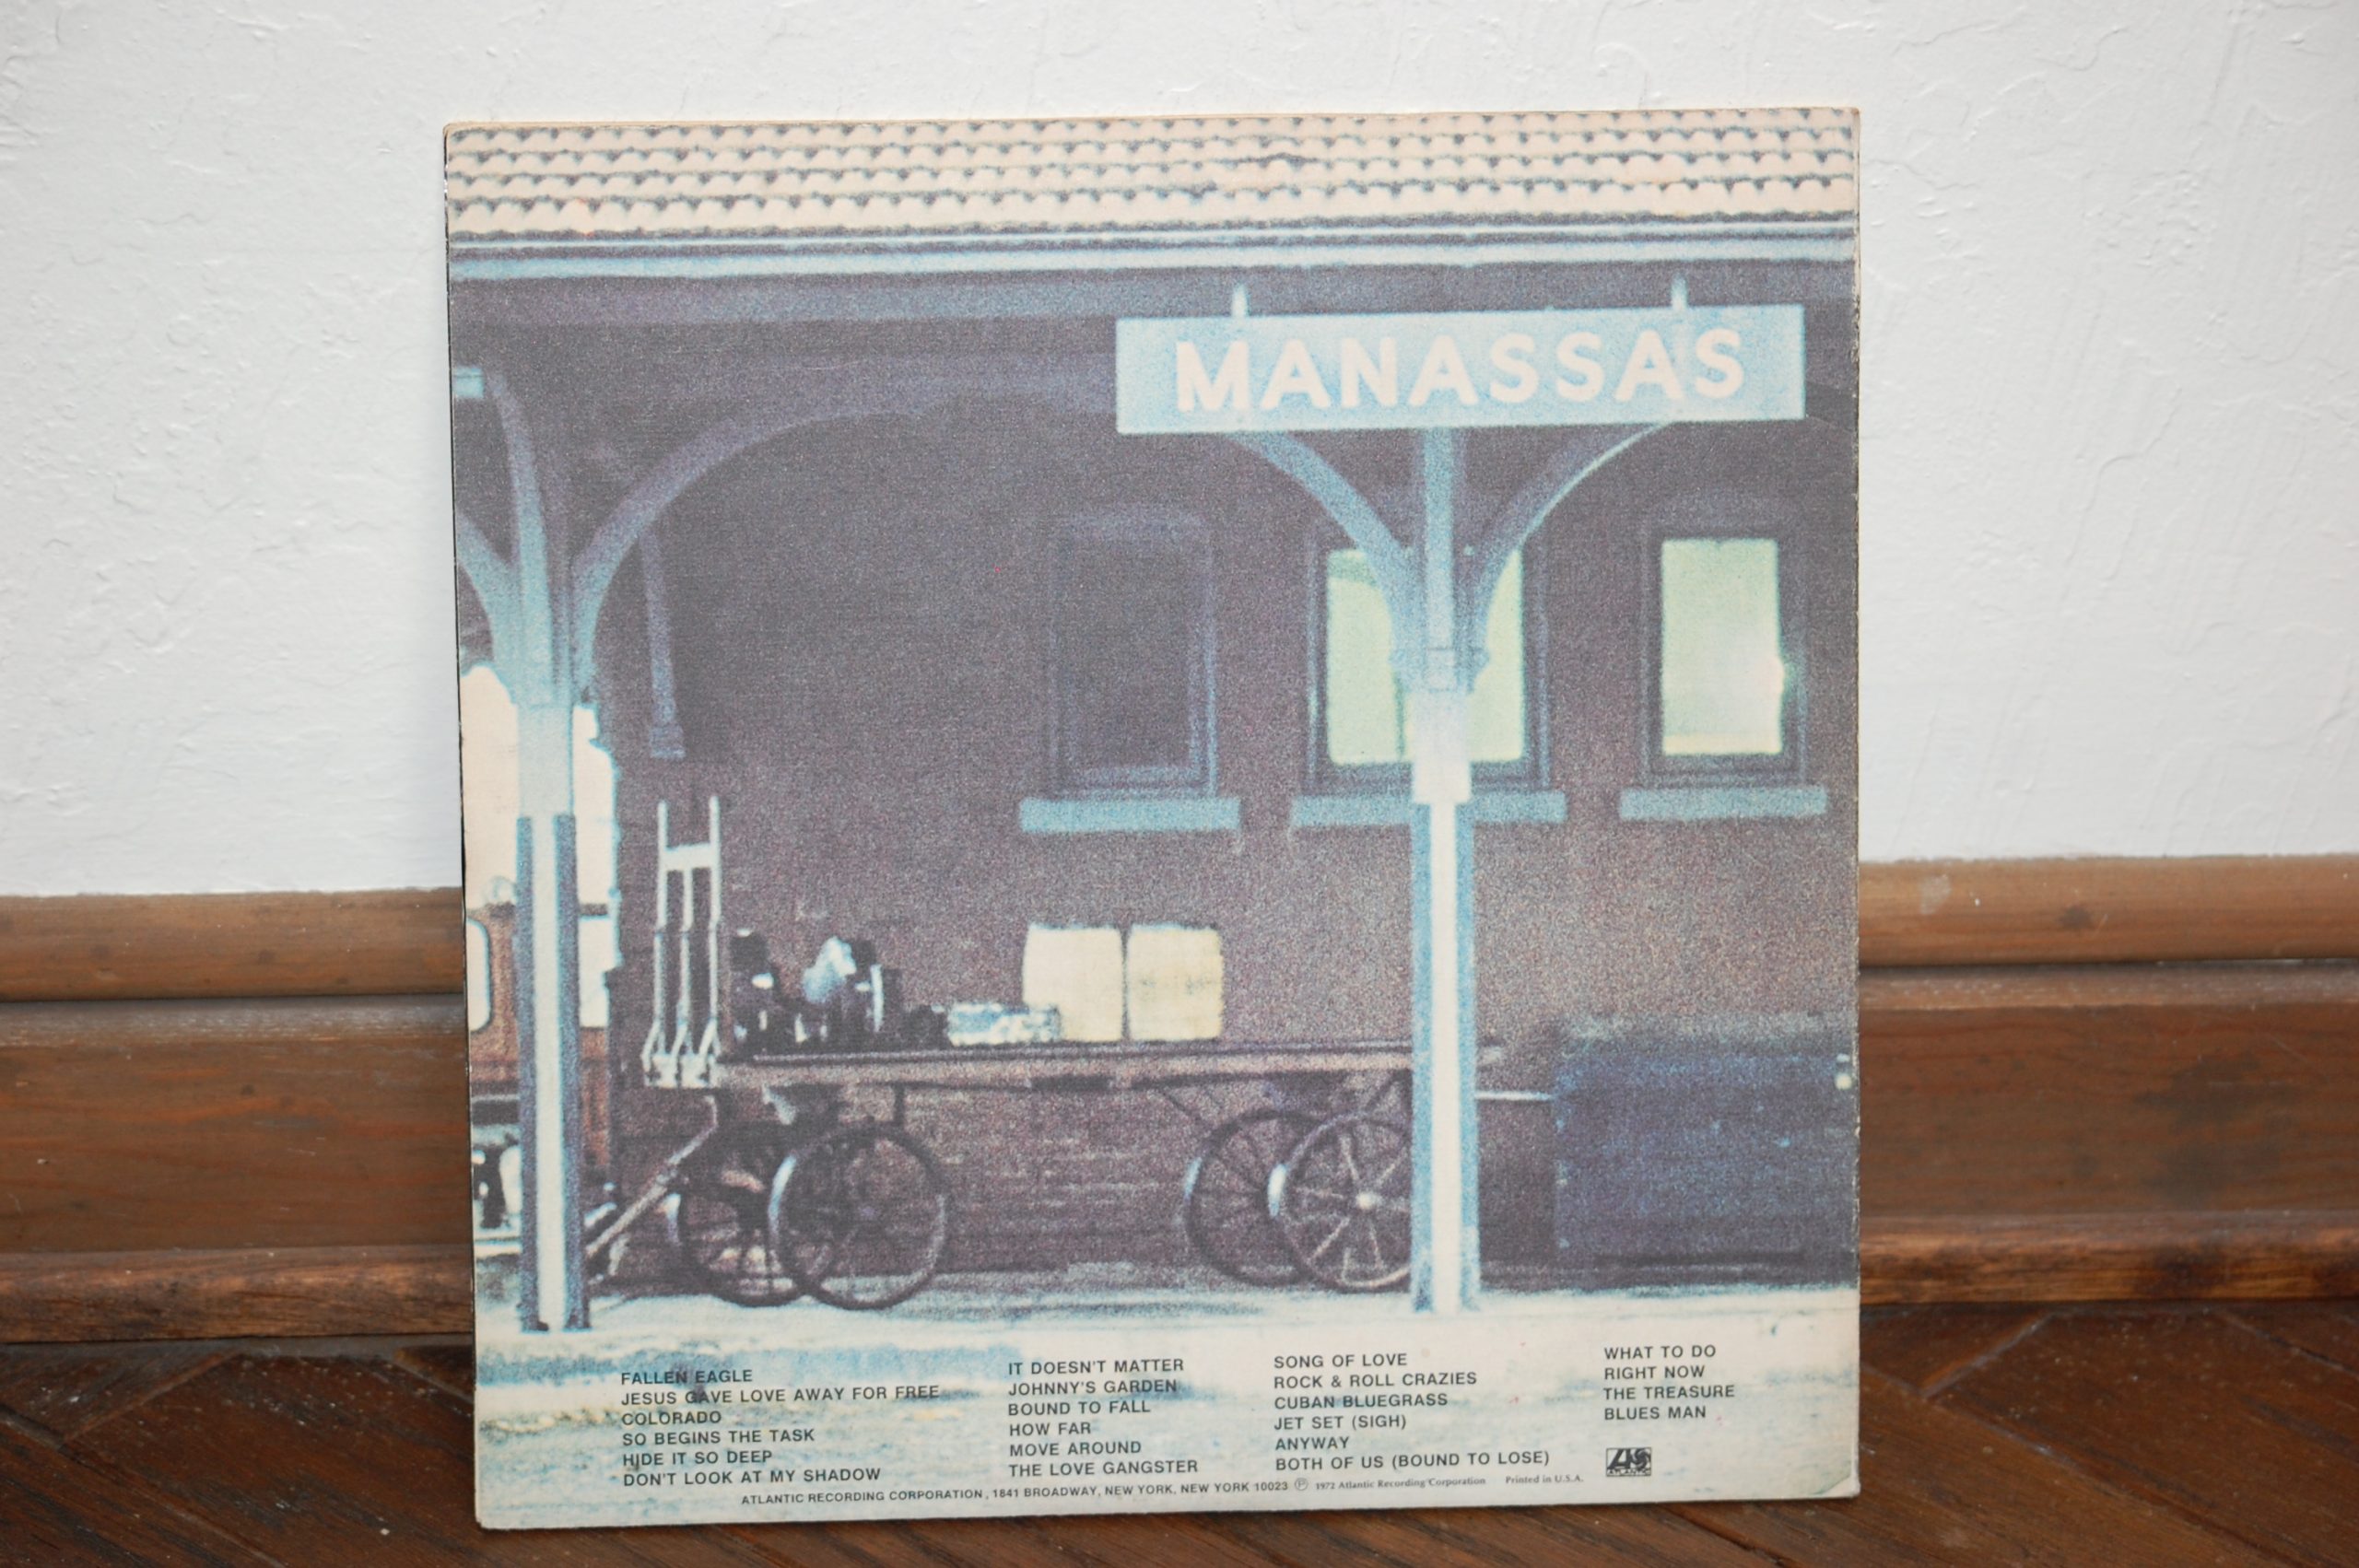 MANASSAS
FALLEN EAGLE
JESUS GAVE LOVE AWAY FOR FREE
COLORADO
SO BEGINS THE TASK
HIDE IT SO DEEP
DON'T LOOK AT MY SHADOW
IT DOESN'T MATTER
JOHNNY'S GARDEN
BOUND TO FALL
HOW FAR
MOVE AROUND
THE LOVE GANGSTER
SONG OF LOVE
ROCK & ROLL CRAZIES
CUBAN BLUEGRASS
JET SET (SIGH)
ANYWAY
BOTH OF US (BOUND TO LOSE)
WHAT TO DO
RIGHT NOW
THE TREASURE
BLUES MAN
ATLANTIC
ATLANTIC RECORDING CORPORATION, 1841 BROADWAY, NEW YORK, NEW YORK 10023 ℗ 1972 Atlantic Recording Corporation Printed in U.S.A.